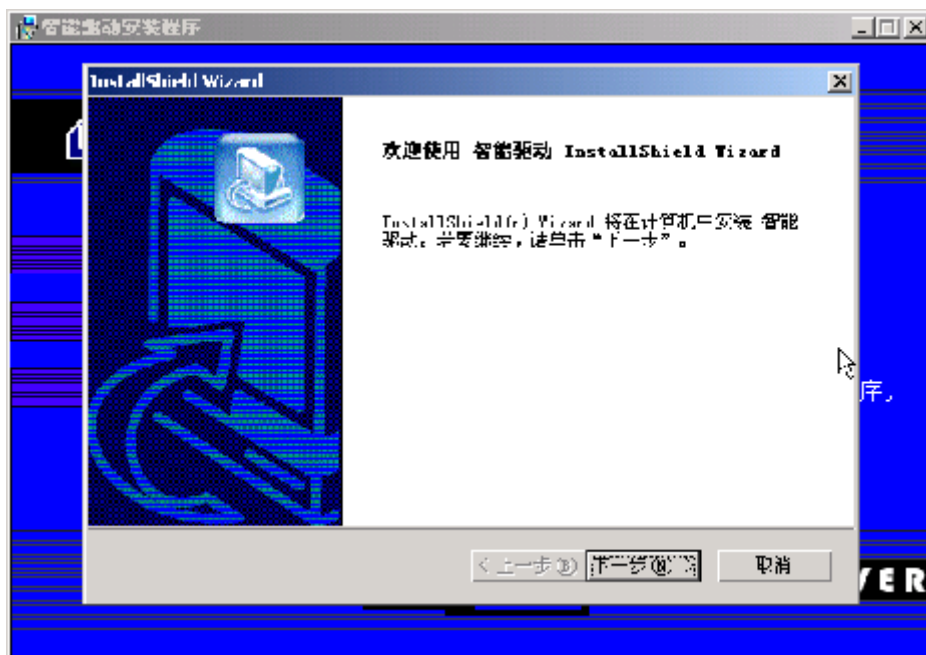 智能驱动安装程序
InstallShield Wizard
欢迎使用 智能驱动 InstallShield Wizard
InstallShield(r) Wizard 将在计算机中安装 智能
驱动。若要继续，请单击“下一步”。
序,
< 上一步(B)
下一步(N) >
取消
VER